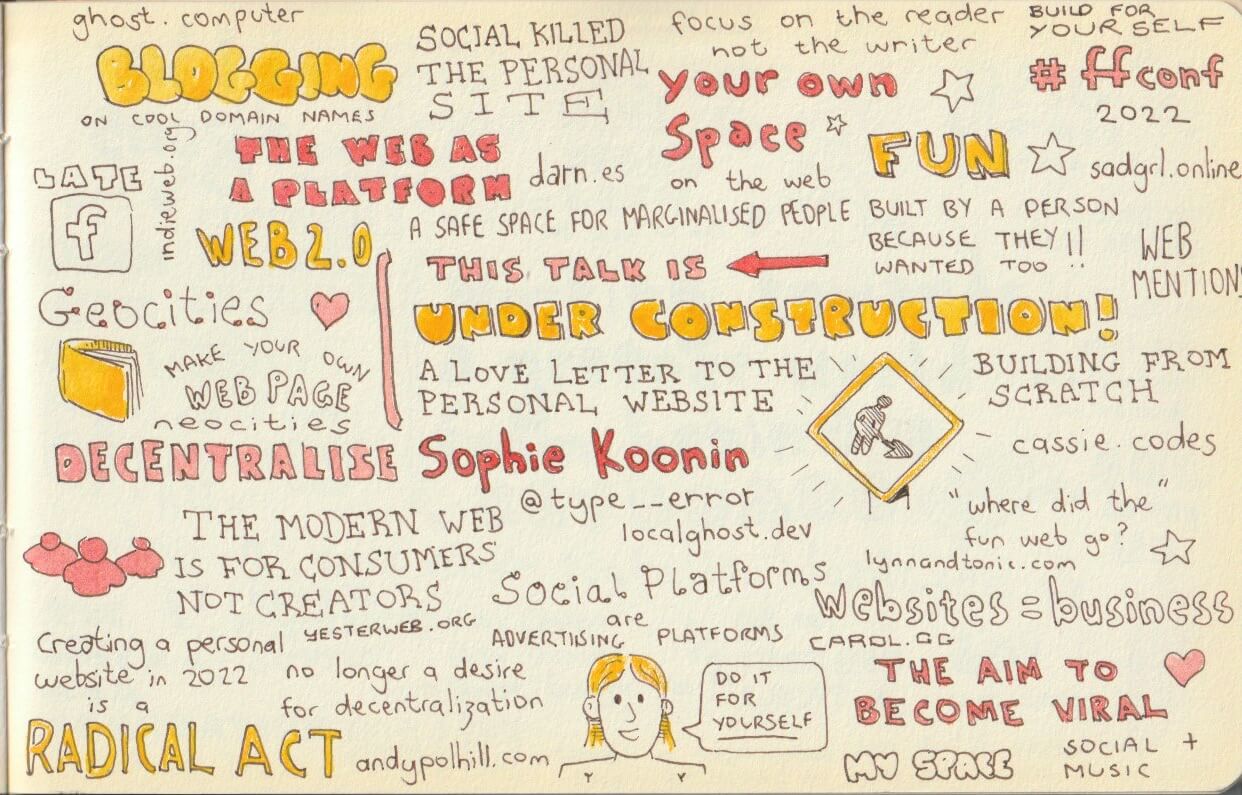 ghost.computer
BLOGGING
ON COOL DOMAIN NAMES
SOCIAL KILLED
THE PERSONAL
SITE
focus on the reader
not the writer
your own
Space
on the web
BUILD FOR
YOURSELF
#ffconf
2022
LATE
f
indieweb.org
THE WEB AS
A PLATFORM
darn.es
FUN
sadgrl.online
WEB 2.0
A SAFE SPACE FOR MARGINALISED PEOPLE
BUILT BY A PERSON
BECAUSE THEY
WANTED TOO !!
WEB
MENTIONS
Geocities
THIS TALK IS
UNDER CONSTRUCTION!
MAKE YOUR OWN
WEB PAGE
neocities
A LOVE LETTER TO THE
PERSONAL WEBSITE
BUILDING FROM
SCRATCH
cassie.codes
DECENTRALISE
Sophie Koonin
@type__error
localghost.dev
"where did the"
fun web go?
lynnandtonic.com
THE MODERN WEB
IS FOR CONSUMERS
NOT CREATORS
Social Platforms
are
ADVERTISING PLATFORMS
Websites = business
CAROL.GG
YESTERWEB.ORG
Creating a personal
website in 2022
is a
RADICAL ACT
no longer a desire
for decentralization
andypolhill.com
DO IT
FOR
YOURSELF
THE AIM TO
BECOME VIRAL
MY SPACE
SOCIAL +
MUSIC